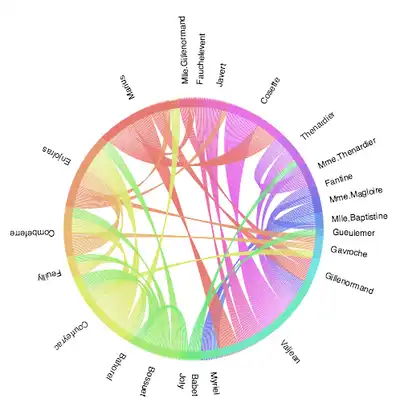 Mlle.Gillenormand
Fauchelevent
Javert
Cosette
Thenardier
Mme.Thenardier
Fantine
Mme.Magloire
Mlle.Baptistine
Gueulemer
Gavroche
Gillenormand
Valjean
Myriel
Babet
Joly
Bossuet
Bahorel
Courfeyrac
Feuilly
Combeferre
Enjolras
Marius